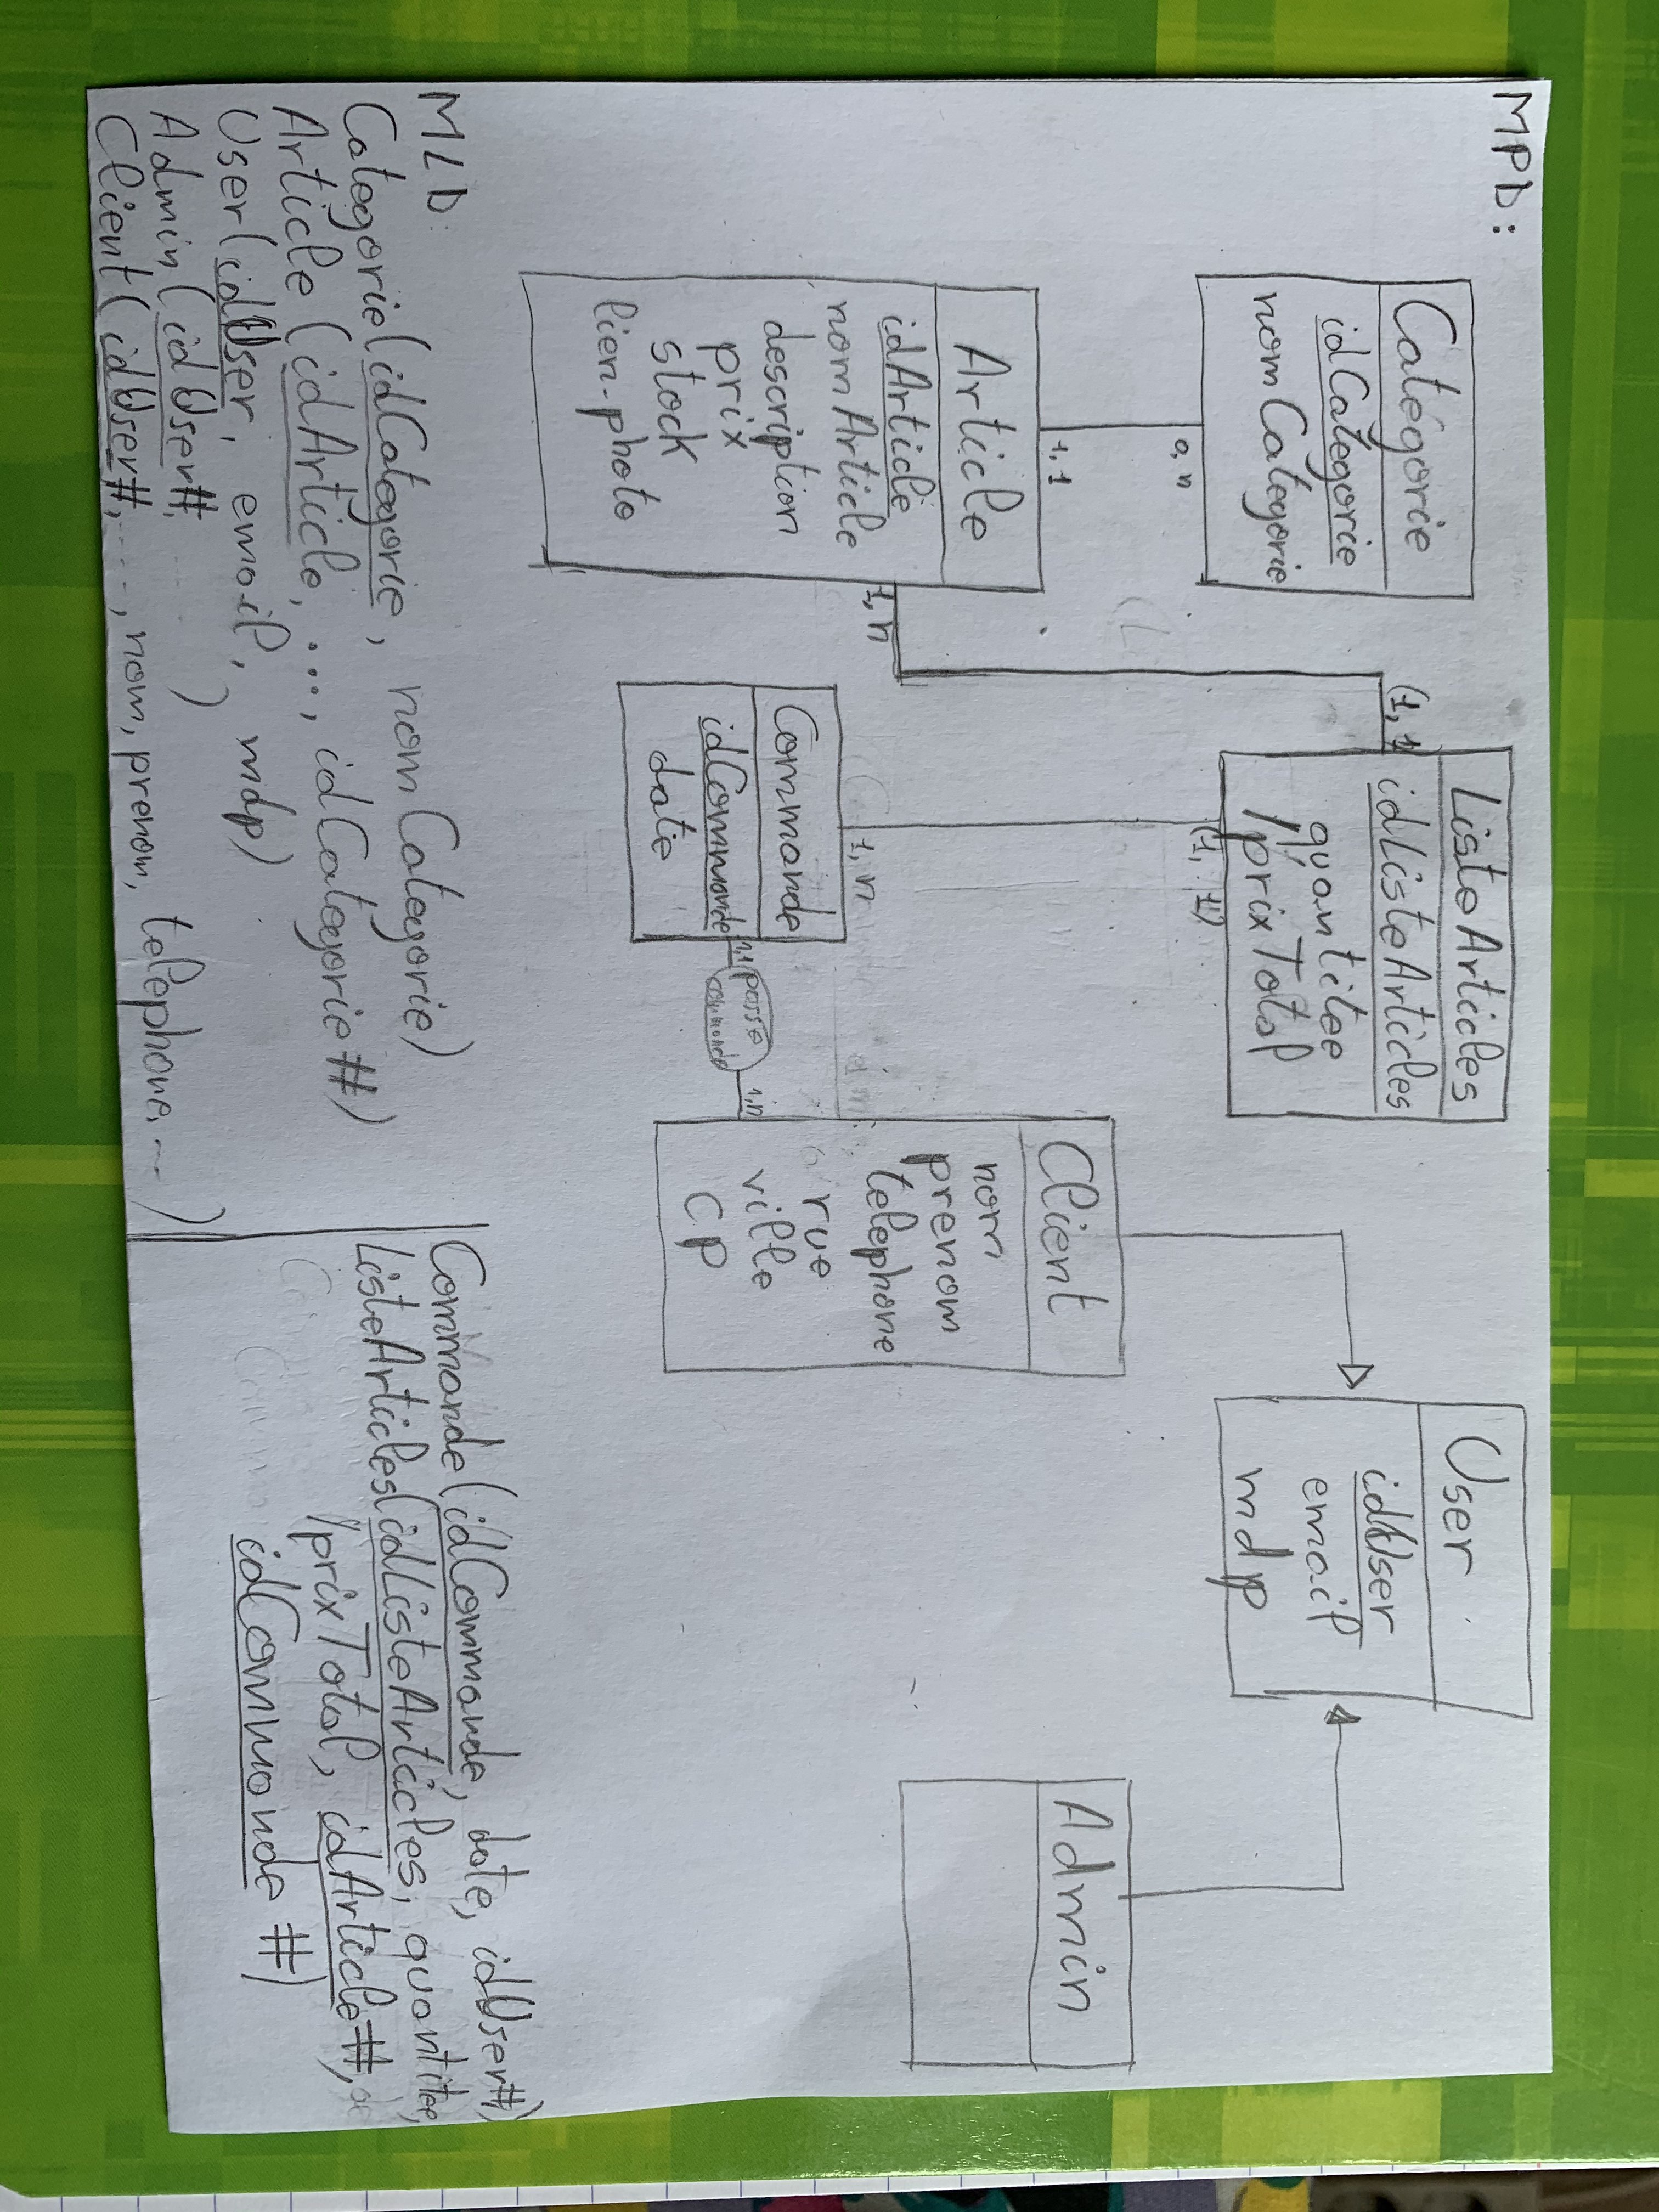 MPD:
Catégorie
idCategorie
nomCategorie
0, n
1, 1
Article
idArticle
nomArticle
description
prix
stock
lien-photo
1, n
(1, 1
ListeArticles
idListeArticles
quantitee
/prixTotal
(1, 1)
1, n
Commande
idCommande
date
1,1
passe
commande
1,n
Client
nom
prenom
telephone
rue
ville
CP
User
idUser
email
mdp
Admin
MLD:
Categorie(idCategorie, nomCategorie)
Article (idArticle, ..., idCategorie#)
User(idUser, email, mdp)
Admin(idUser#, )
Client(idUser#, ...., nom, prenom, telephone, ...)
Commande(idCommande, date, idUser#)
ListeArticles(idListeArticles, quantitee,
/prixTotal, idArticle#,
idCommande #)